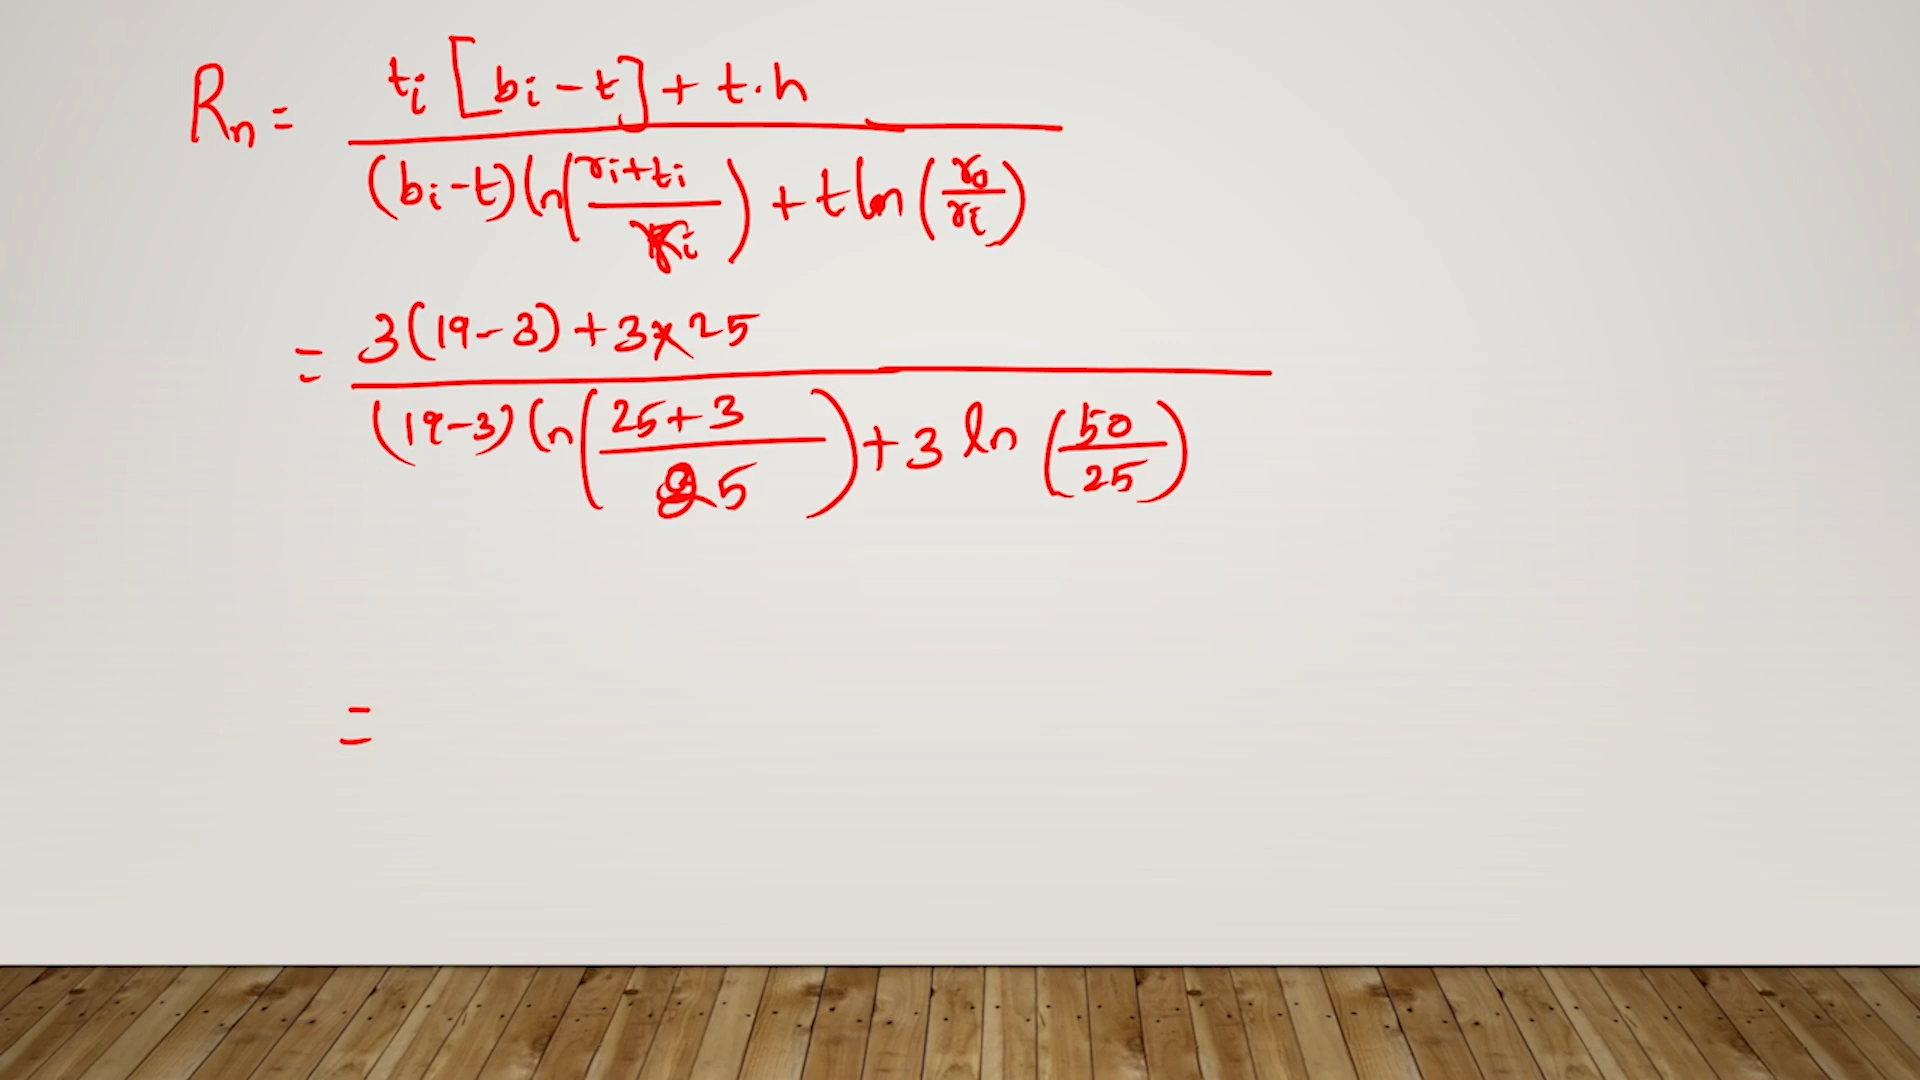 Rn = ti [bi - t] + t.h
(bi - t) ln (ri + ti / ri) + t ln (ro / ri)
= 3(19 - 3) + 3 x 25
(19 - 3) ln (25 + 3 / 25) + 3 ln (50 / 25)
=